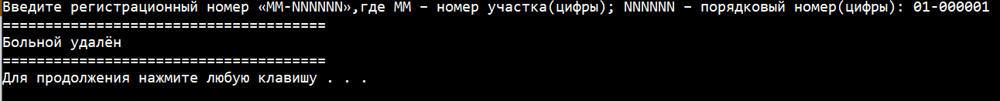 Введите регистрационный номер «MM-NNNNNN»,где MM – номер участка(цифры); NNNNNN – порядковый номер(цифры): 01-000001
======================================
Больной удалён
======================================
Для продолжения нажмите любую клавишу . . .